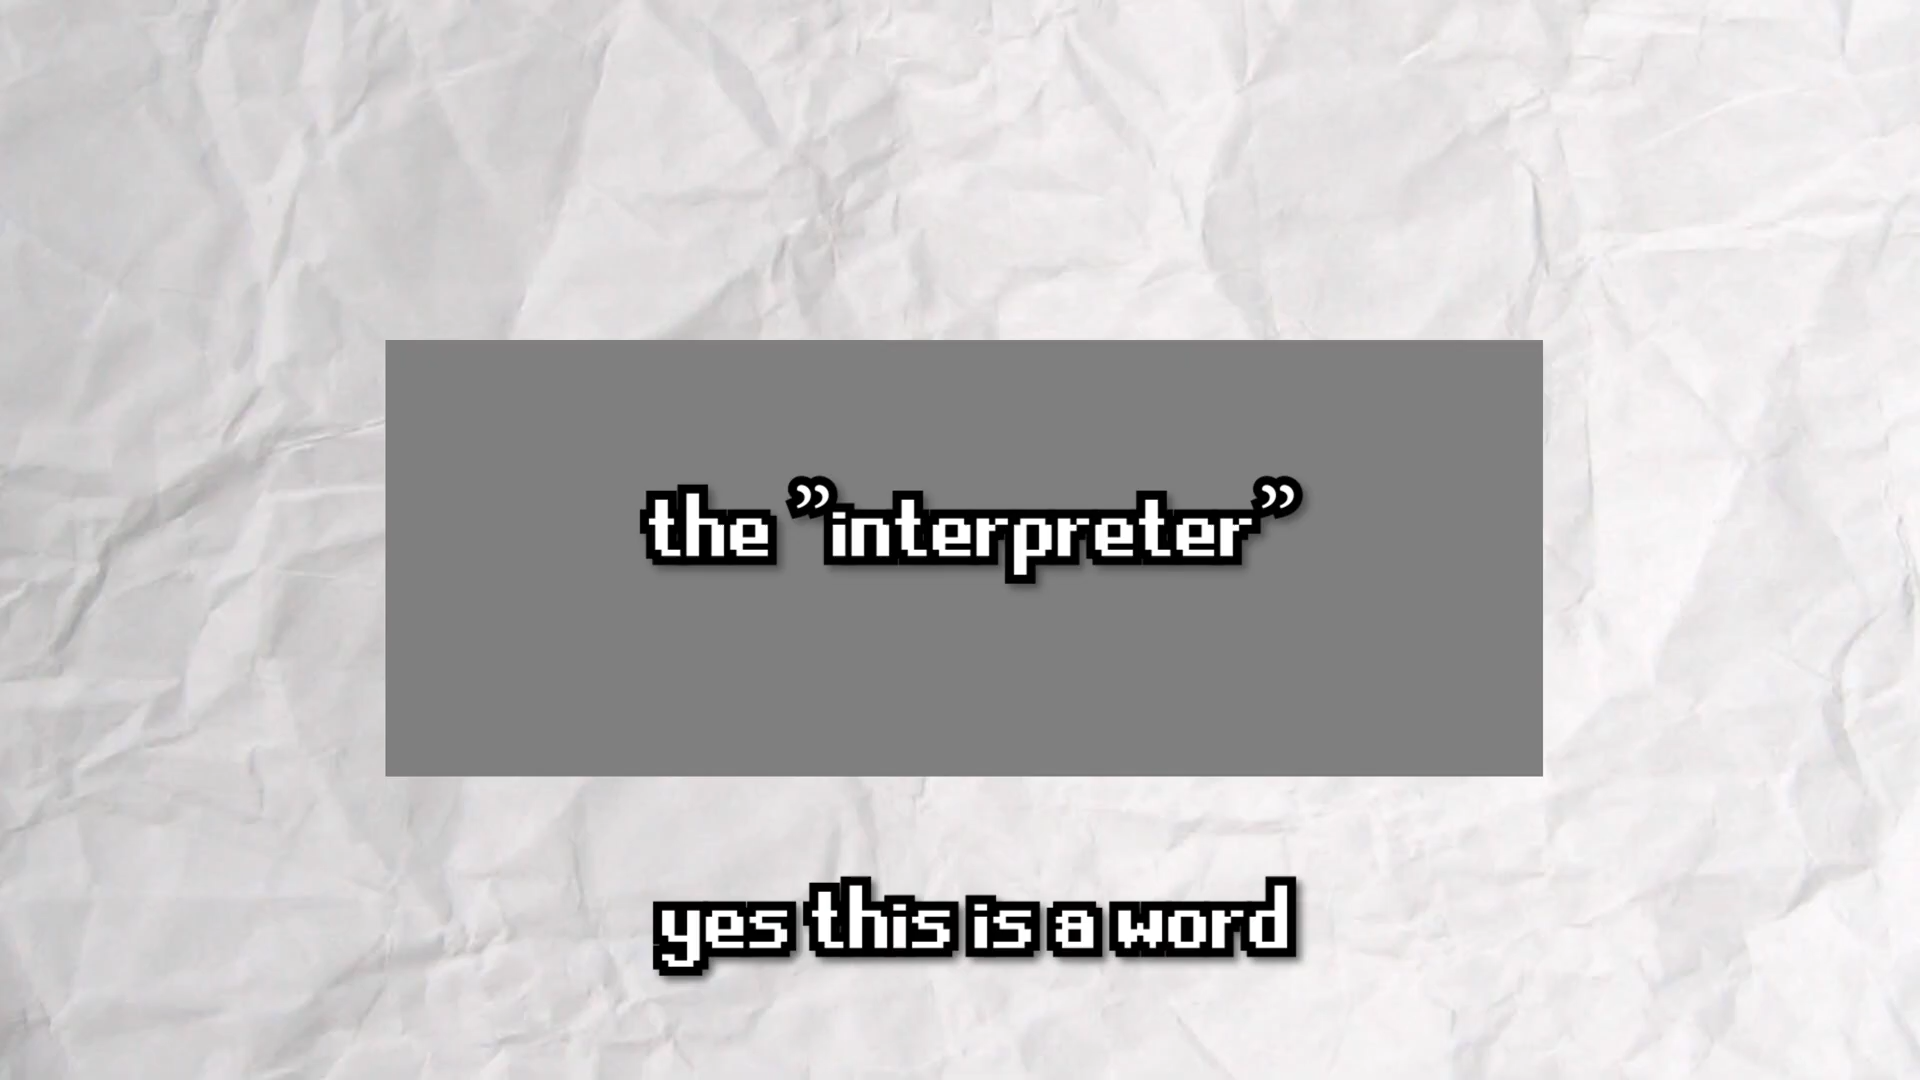 the ”interpreter”
yes this is a word